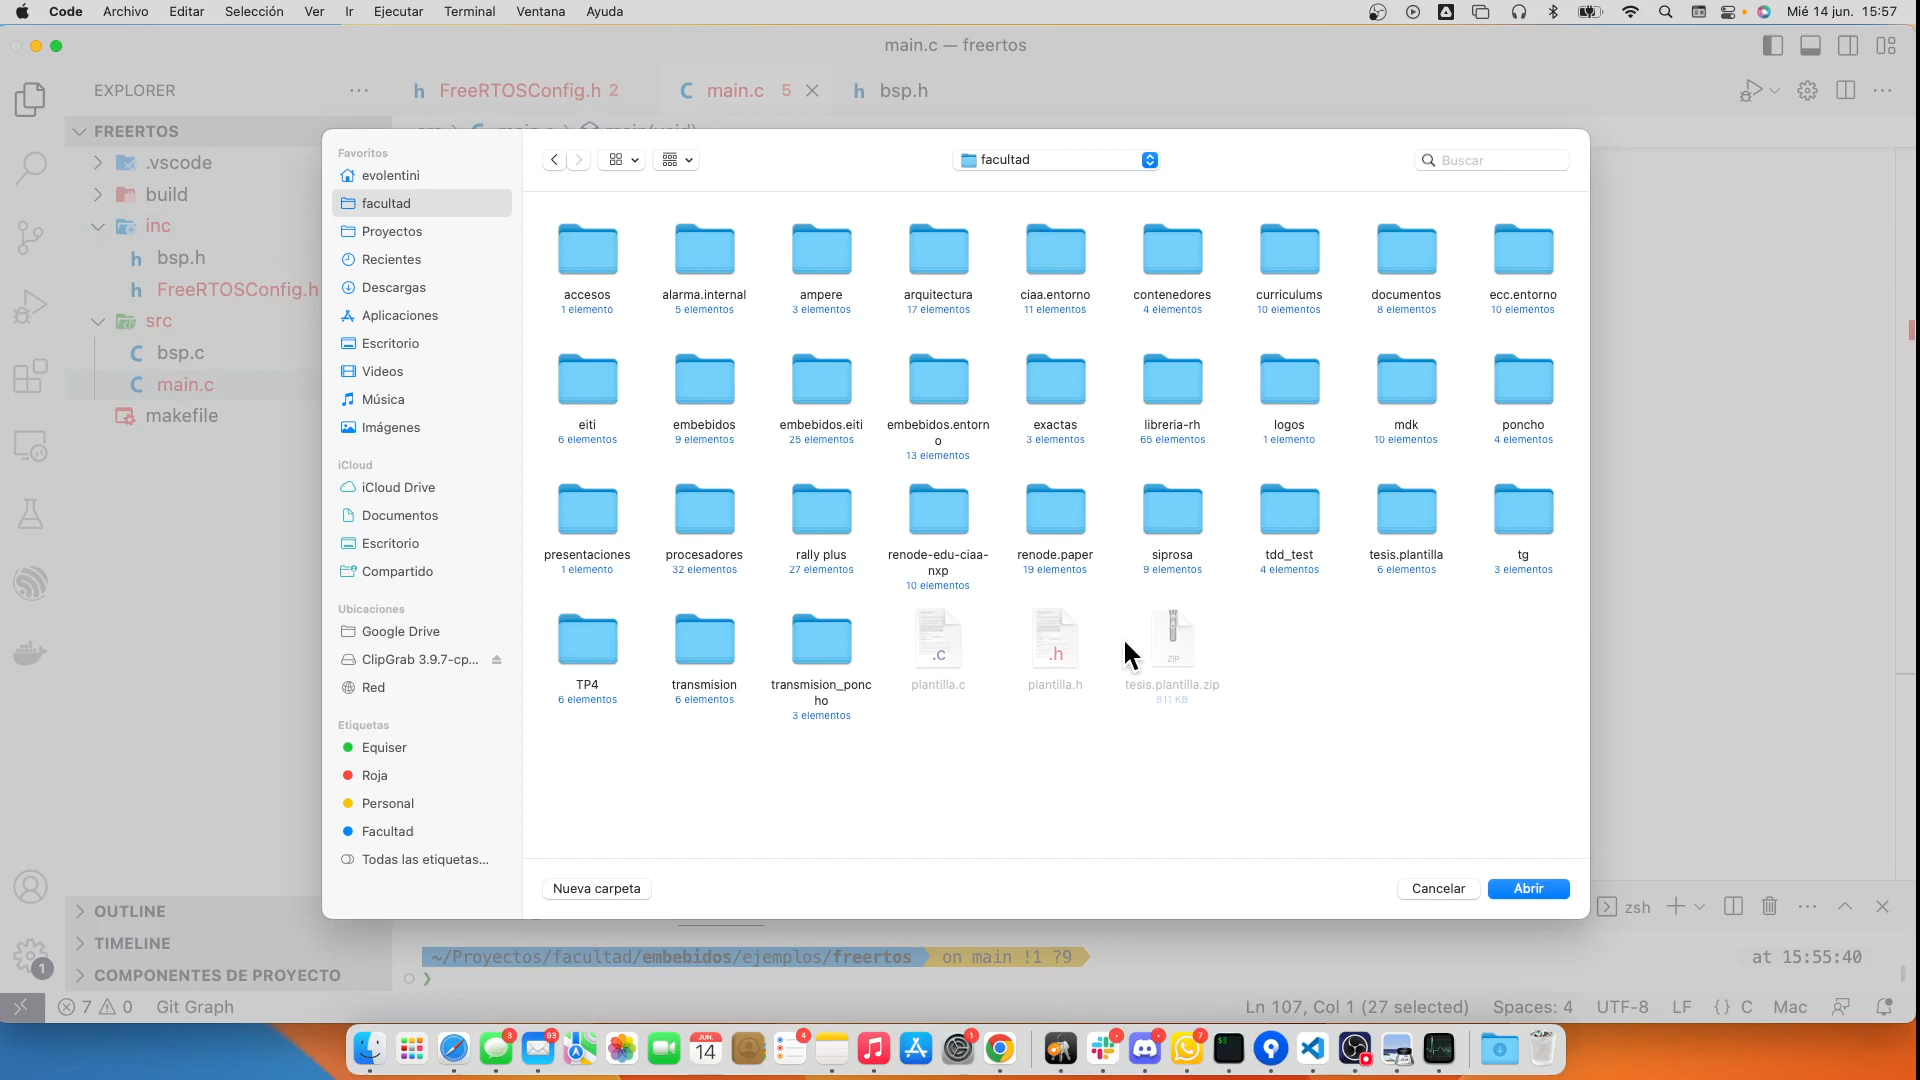 Code Archivo Editar Selección Ver Ir Ejecutar Terminal Ventana Ayuda Mié 14 jun. 15:57
main.c — freertos
EXPLORER
FreeRTOSConfig.h 2
main.c 5
bsp.h
FREERTOS
.vscode
build
inc
bsp.h
FreeRTOSConfig.h
src
bsp.c
main.c
makefile
OUTLINE
TIMELINE
COMPONENTES DE PROYECTO
Favoritos
evolentini
facultad
Proyectos
Recientes
Descargas
Aplicaciones
Escritorio
Videos
Música
Imágenes
iCloud
iCloud Drive
Documentos
Escritorio
Compartido
Ubicaciones
Google Drive
ClipGrab 3.9.7-cp...
Red
Etiquetas
Equiser
Roja
Personal
Facultad
Todas las etiquetas...
facultad
Buscar
accesos
1 elemento
alarma.internal
5 elementos
ampere
3 elementos
arquitectura
17 elementos
ciaa.entorno
11 elementos
contenedores
4 elementos
curriculums
10 elementos
documentos
8 elementos
ecc.entorno
10 elementos
eiti
6 elementos
embebidos
9 elementos
embebidos.eiti
25 elementos
embebidos.entorn
o
13 elementos
exactas
3 elementos
libreria-rh
65 elementos
logos
1 elemento
mdk
10 elementos
poncho
4 elementos
presentaciones
1 elemento
procesadores
32 elementos
rally plus
27 elementos
renode-edu-ciaa-
nxp
10 elementos
renode.paper
19 elementos
siprosa
9 elementos
tdd_test
4 elementos
tesis.plantilla
6 elementos
tg
3 elementos
TP4
6 elementos
transmision
6 elementos
transmision_ponc
ho
3 elementos
.c
plantilla.c
.h
plantilla.h
ZIP
tesis.plantilla.zip
811 KB
Nueva carpeta
Cancelar
Abrir
zsh
~/Proyectos/facultad/embebidos/ejemplos/freertos on main !1 ?9 at 15:55:40
❯
1
7 0 Git Graph Ln 107, Col 1 (27 selected) Spaces: 4 UTF-8 LF {} C Mac
3
93
JUN.
14
4
1
7